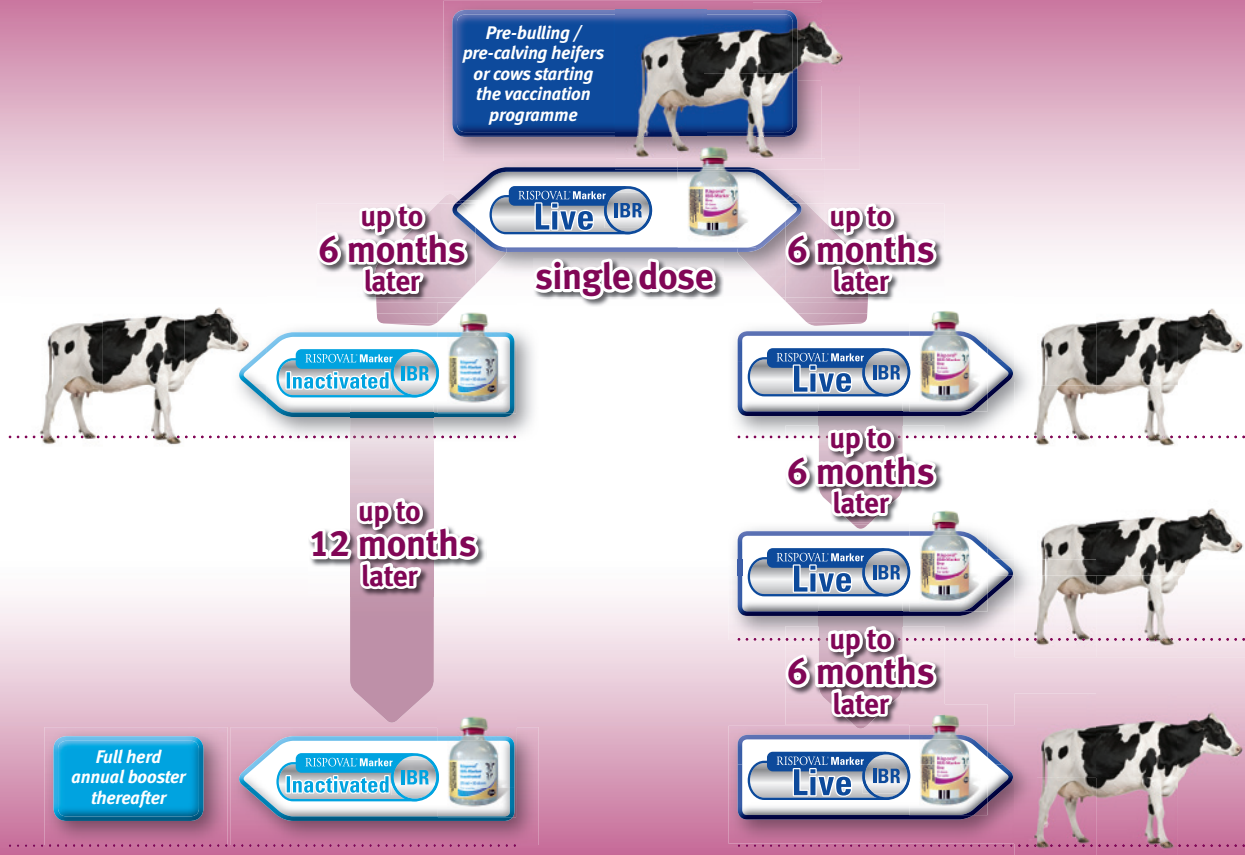 Pre-bulling /
pre-calving heifers
or cows starting
the vaccination
programme
RISPOVAL® Marker
Live IBR
single dose
up to
6 months
later
up to
6 months
later
RISPOVAL® Marker
Inactivated IBR
RISPOVAL® Marker
Live IBR
up to
12 months
later
up to
6 months
later
RISPOVAL® Marker
Live IBR
up to
6 months
later
Full herd
annual booster
thereafter
RISPOVAL® Marker
Inactivated IBR
RISPOVAL® Marker
Live IBR